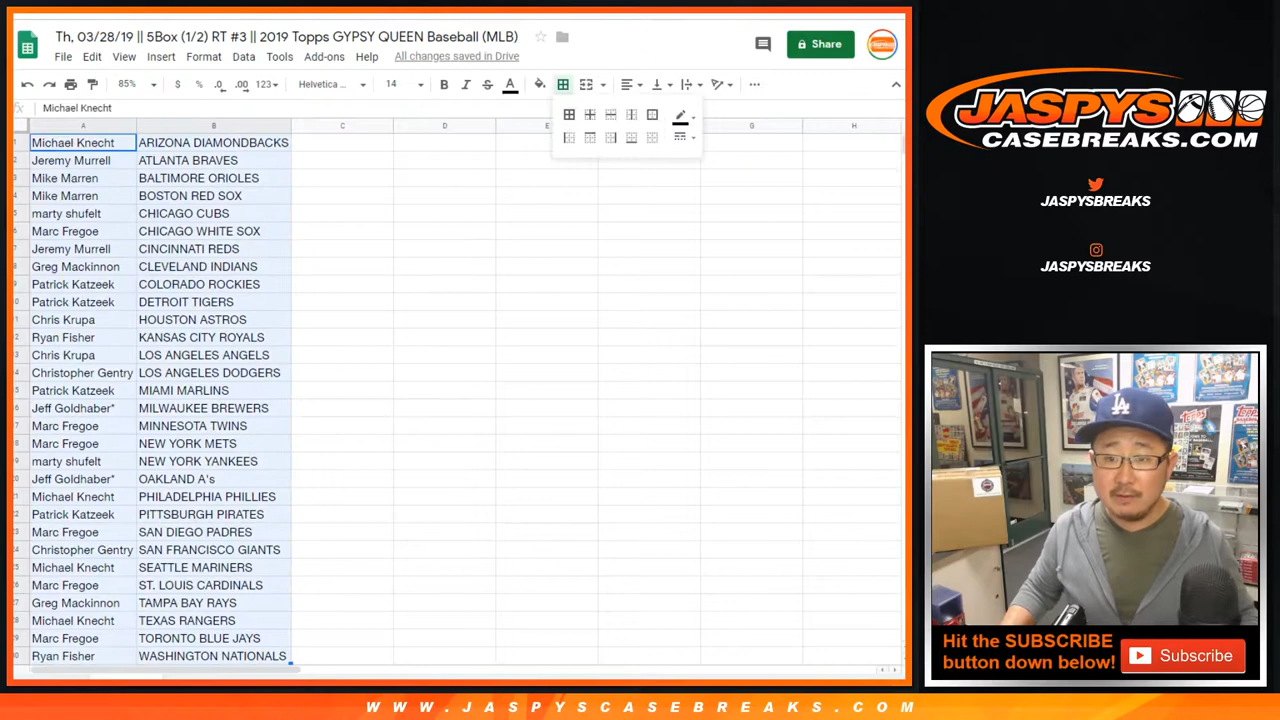 Th, 03/28/19 || 5Box (1/2) RT #3 || 2019 Topps GYPSY QUEEN Baseball (MLB)
File Edit View Insert Format Data Tools Add-ons Help All changes saved in Drive
Share
85% $ % .0 .00 123 Helvetica ... 14 B I S A
fx Michael Knecht
A B C D E G H
Michael Knecht ARIZONA DIAMONDBACKS
Jeremy Murrell ATLANTA BRAVES
Mike Marren BALTIMORE ORIOLES
Mike Marren BOSTON RED SOX
marty shufelt CHICAGO CUBS
Marc Fregoe CHICAGO WHITE SOX
Jeremy Murrell CINCINNATI REDS
Greg Mackinnon CLEVELAND INDIANS
Patrick Katzeek COLORADO ROCKIES
Patrick Katzeek DETROIT TIGERS
Chris Krupa HOUSTON ASTROS
Ryan Fisher KANSAS CITY ROYALS
Chris Krupa LOS ANGELES ANGELS
Christopher Gentry LOS ANGELES DODGERS
Patrick Katzeek MIAMI MARLINS
Jeff Goldhaber* MILWAUKEE BREWERS
Marc Fregoe MINNESOTA TWINS
Marc Fregoe NEW YORK METS
marty shufelt NEW YORK YANKEES
Jeff Goldhaber* OAKLAND A's
Michael Knecht PHILADELPHIA PHILLIES
Patrick Katzeek PITTSBURGH PIRATES
Marc Fregoe SAN DIEGO PADRES
Christopher Gentry SAN FRANCISCO GIANTS
Michael Knecht SEATTLE MARINERS
Marc Fregoe ST. LOUIS CARDINALS
Greg Mackinnon TAMPA BAY RAYS
Michael Knecht TEXAS RANGERS
Marc Fregoe TORONTO BLUE JAYS
Ryan Fisher WASHINGTON NATIONALS
JASPYS
CASEBREAKS.COM
JASPYSBREAKS
JASPYSBREAKS
LA
Hit the SUBSCRIBE
button down below!
Subscribe
WWW.JASPYSCASEBREAKS.COM